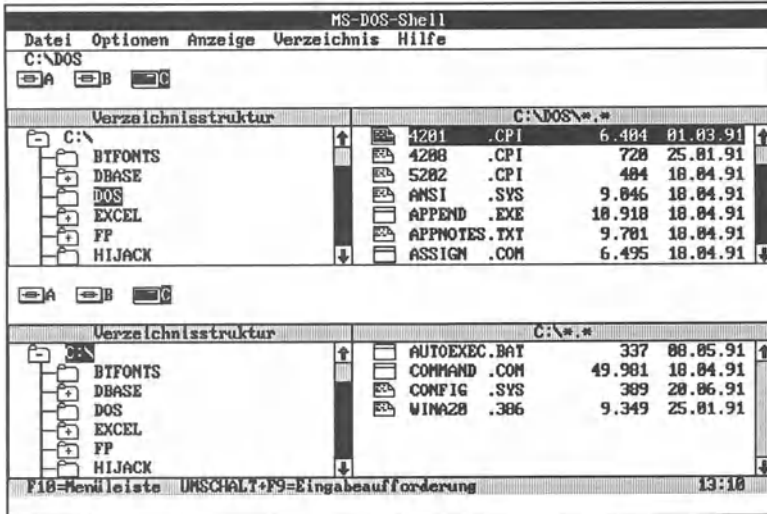 MS-DOS-Shell
Datei Optionen Anzeige Verzeichnis Hilfe
C:\DOS
A B C
Verzeichnisstruktur C:\DOS\*.*
C:\ 4201 .CPI 6.404 01.03.91
BTFONTS 4208 .CPI 720 25.01.91
DBASE 5202 .CPI 404 18.04.91
DOS ANSI .SYS 9.046 18.04.91
EXCEL APPEND .EXE 10.918 18.04.91
FP APPNOTES.TXT 9.701 18.04.91
HIJACK ASSIGN .COM 6.495 18.04.91
A B C
Verzeichnisstruktur C:\*.*
C:\ AUTOEXEC.BAT 337 08.05.91
BTFONTS COMMAND .COM 49.981 18.04.91
DBASE CONFIG .SYS 389 20.06.91
DOS WINA20 .386 9.349 25.01.91
EXCEL
FP
HIJACK
F10=Menüleiste UMSCHALT+F9=Eingabeaufforderung 13:10